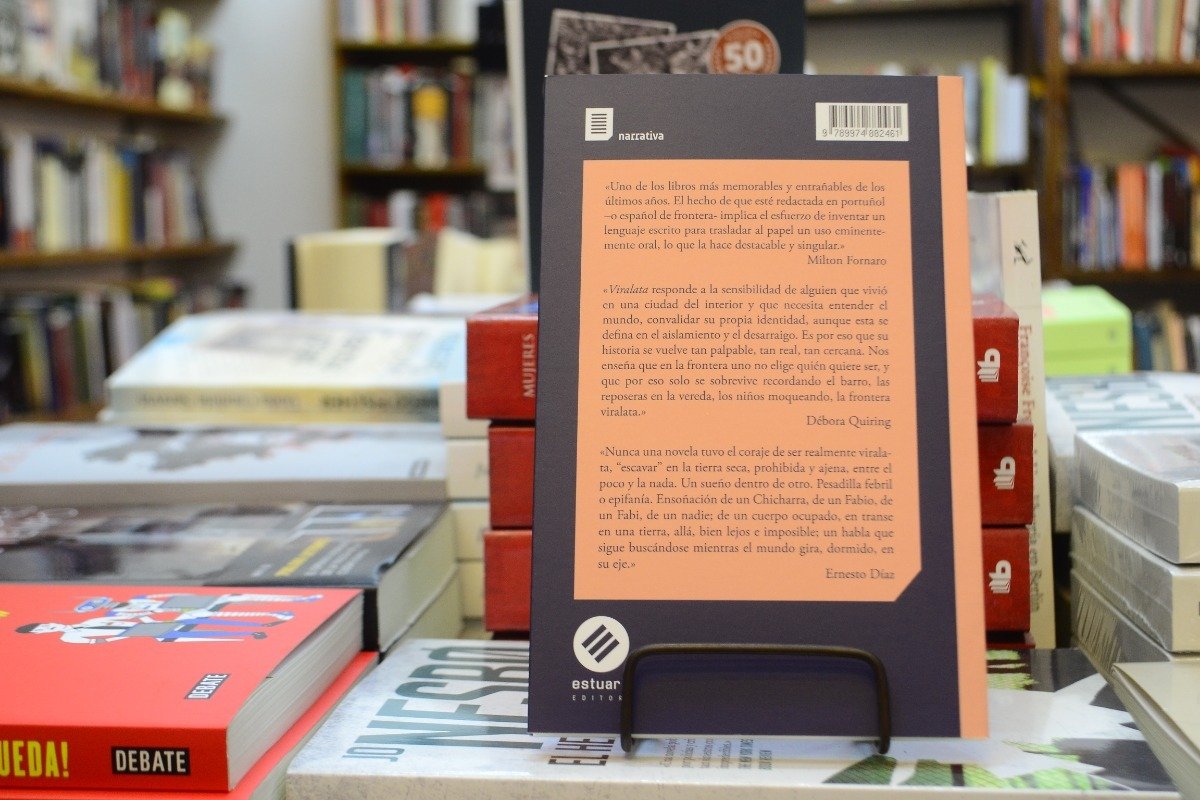 50
narrativa
9 789974 882461
«Uno de los libros más memorables y entrañables de los
últimos años. El hecho de que esté redactada en portuñol
–o español de frontera- implica el esfuerzo de inventar un
lenguaje escrito para trasladar al papel un uso eminente-
mente oral, lo que la hace destacable y singular.»
Milton Fornaro
«Viralata responde a la sensibilidad de alguien que vivió
en una ciudad del interior y que necesita entender el
mundo, convalidar su propia identidad, aunque esta se
defina en el aislamiento y el desarraigo. Es por eso que su
historia se vuelve tan palpable, tan real, tan cercana. Nos
enseña que en la frontera uno no elige quién quiere ser, y
que por eso solo se sobrevive recordando el barro, las
reposeras en la vereda, los niños moqueando, la frontera
viralata.»
Débora Quiring
«Nunca una novela tuvo el coraje de ser realmente virala-
ta, “escavar” en la tierra seca, prohibida y ajena, entre el
poco y la nada. Un sueño dentro de otro. Pesadilla febril
o epifanía. Ensoñación de un Chicharra, de un Fabio, de
un Fabi, de un nadie; de un cuerpo ocupado, en transe
en una tierra, allá, bien lejos e imposible; un habla que
sigue buscándose mientras el mundo gira, dormido, en
su eje.»
Ernesto Díaz
estuar
EDITOR
MUJERES
DEBATE
UEDA!
DEBATE
JO NESBO
EL HE